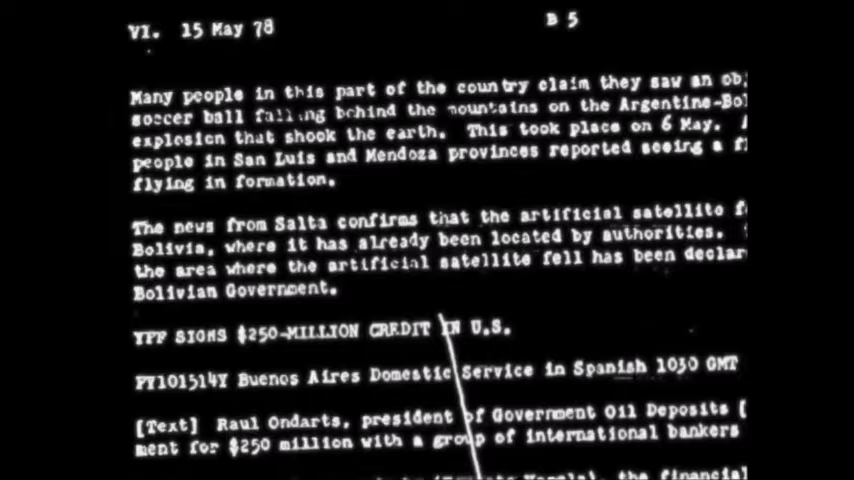 VI. 15 May 78 B 5
Many people in this part of the country claim they saw an ob
soccer ball falling behind the mountains on the Argentine-Bol
explosion that shook the earth. This took place on 6 May.
people in San Luis and Mendoza provinces reported seeing a f
flying in formation.
The news from Salta confirms that the artificial satellite f
Bolivia, where it has already been located by authorities.
the area where the artificial satellite fell has been declar
Bolivian Government.
YPF SIGNS $250-MILLION CREDIT IN U.S.
PY101514Y Buenos Aires Domestic Service in Spanish 1030 GMT
[Text] Raul Ondarts, president of Government Oil Deposits [
ment for $250 million with a group of international bankers
the financial